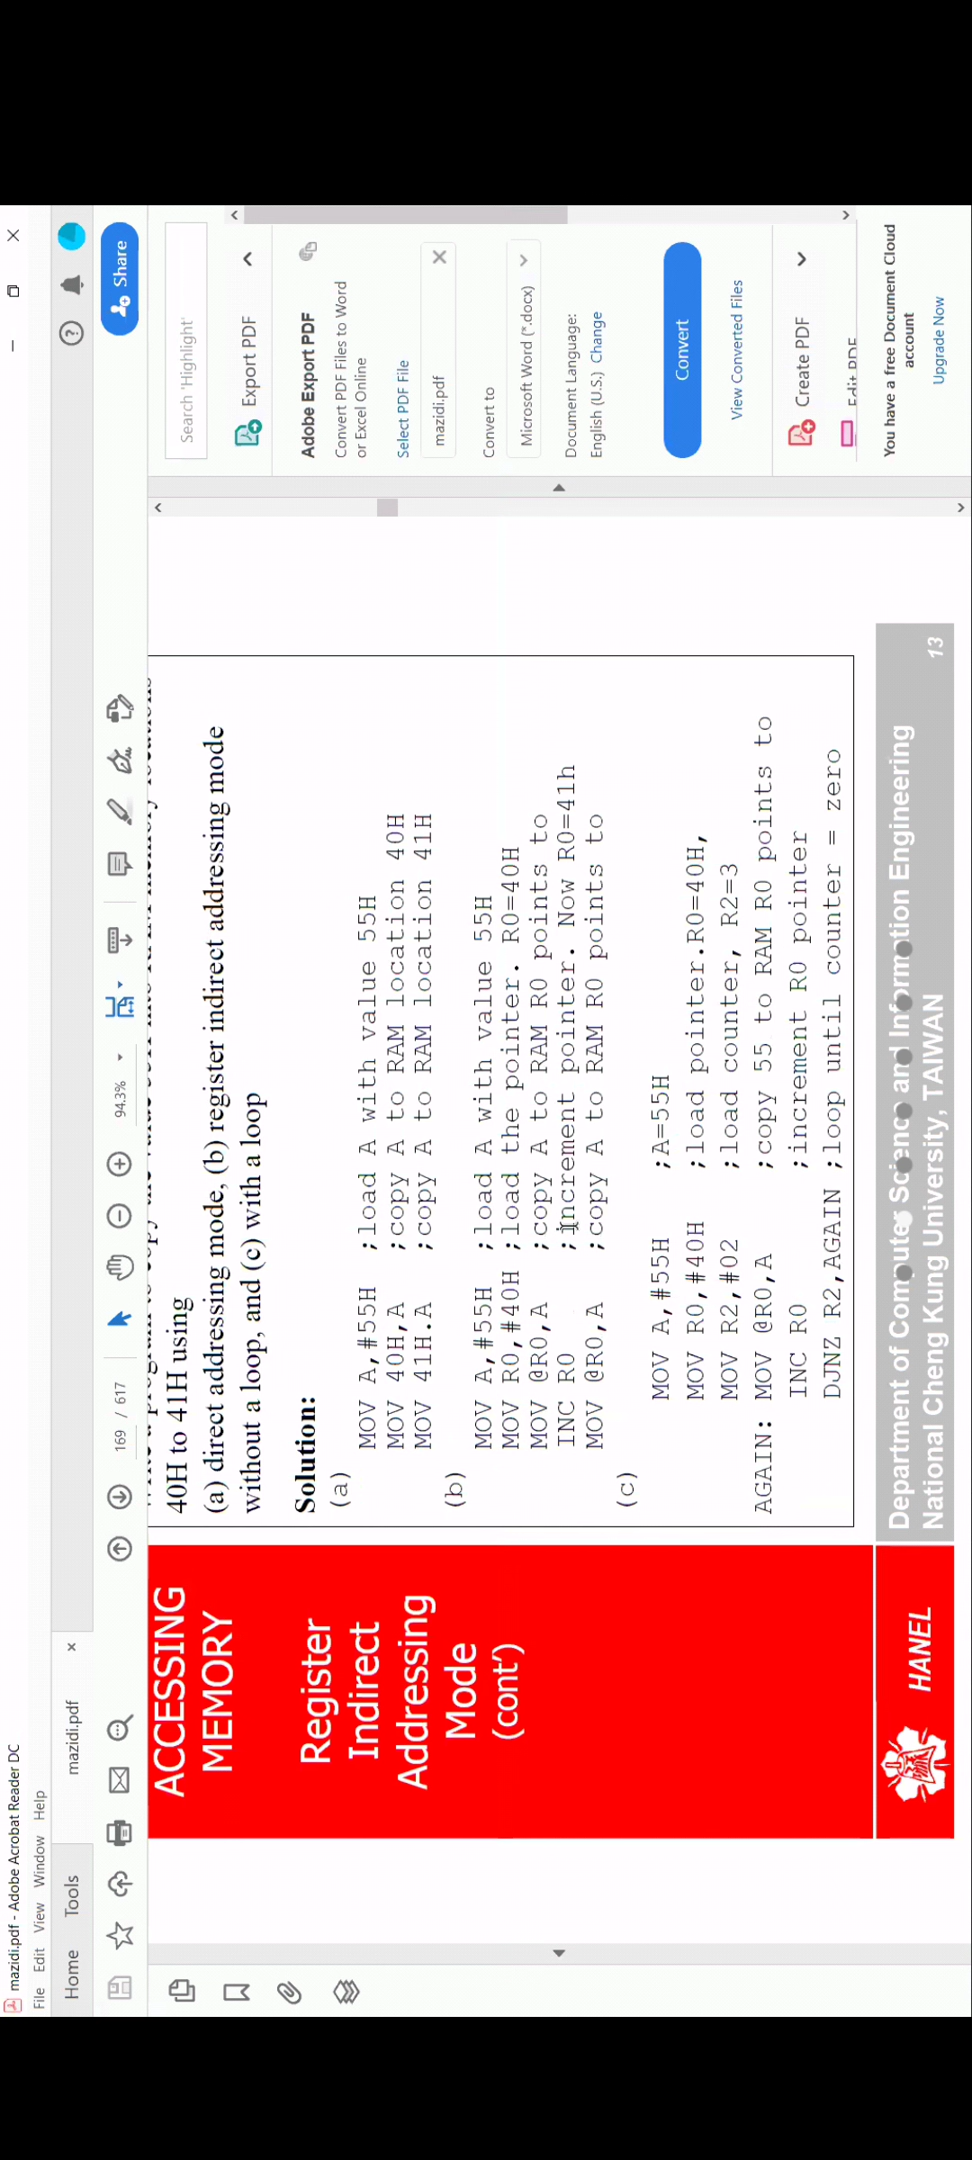 mazidi.pdf - Adobe Acrobat Reader DC
File Edit View Window Help
Home Tools mazidi.pdf ×
169 / 617 94.3% Share
ACCESSING
MEMORY
Register
Indirect
Addressing
Mode
(cont')
40H to 41H using
(a) direct addressing mode, (b) register indirect addressing mode
without a loop, and (c) with a loop
Solution:
(a)
MOV A,#55H ;load A with value 55H
MOV 40H,A ;copy A to RAM location 40H
MOV 41H.A ;copy A to RAM location 41H
(b)
MOV A,#55H ;load A with value 55H
MOV R0,#40H ;load the pointer. R0=40H
MOV @R0,A ;copy A to RAM R0 points to
INC R0 ;increment pointer. Now R0=41h
MOV @R0,A ;copy A to RAM R0 points to
(c)
MOV A,#55H ;A=55H
MOV R0,#40H ;load pointer.R0=40H,
MOV R2,#02 ;load counter, R2=3
AGAIN: MOV @R0,A ;copy 55 to RAM R0 points to
INC R0 ;increment R0 pointer
DJNZ R2,AGAIN ;loop until counter = zero
HANEL
Department of Computer Science and Information Engineering
National Cheng Kung University, TAIWAN
13
Search 'Highlight'
Export PDF
Adobe Export PDF
Convert PDF Files to Word
or Excel Online
Select PDF File
mazidi.pdf
Convert to
Microsoft Word (*.docx)
Document Language:
English (U.S.) Change
Convert
View Converted Files
Create PDF
Edit PDF
You have a free Document Cloud
account
Upgrade Now